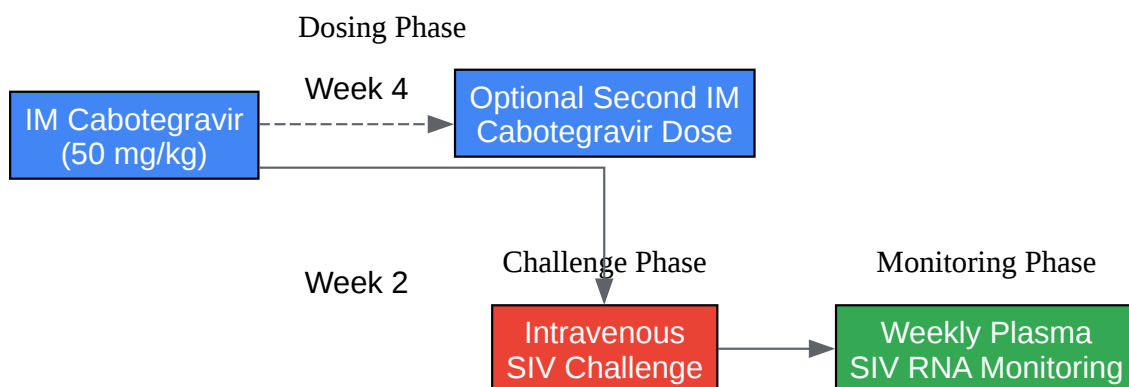 Dosing Phase
Week 4
IM Cabotegravir
(50 mg/kg)
Optional Second IM
Cabotegravir Dose
Week 2
Challenge Phase
Monitoring Phase
Intravenous
SIV Challenge
Weekly Plasma
SIV RNA Monitoring